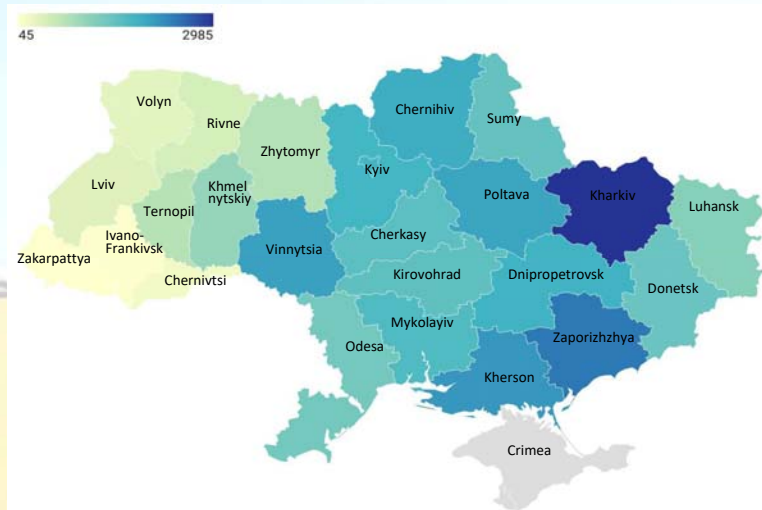 45 2985
Volyn
Rivne
Chernihiv
Sumy
Zhytomyr
Kyiv
Lviv
Khmel
nytskiy
Ternopil
Poltava
Kharkiv
Luhansk
Ivano-
Frankivsk
Vinnytsia
Cherkasy
Zakarpattya
Chernivtsi
Kirovohrad
Dnipropetrovsk
Donetsk
Mykolayiv
Odesa
Zaporizhzhya
Kherson
Crimea